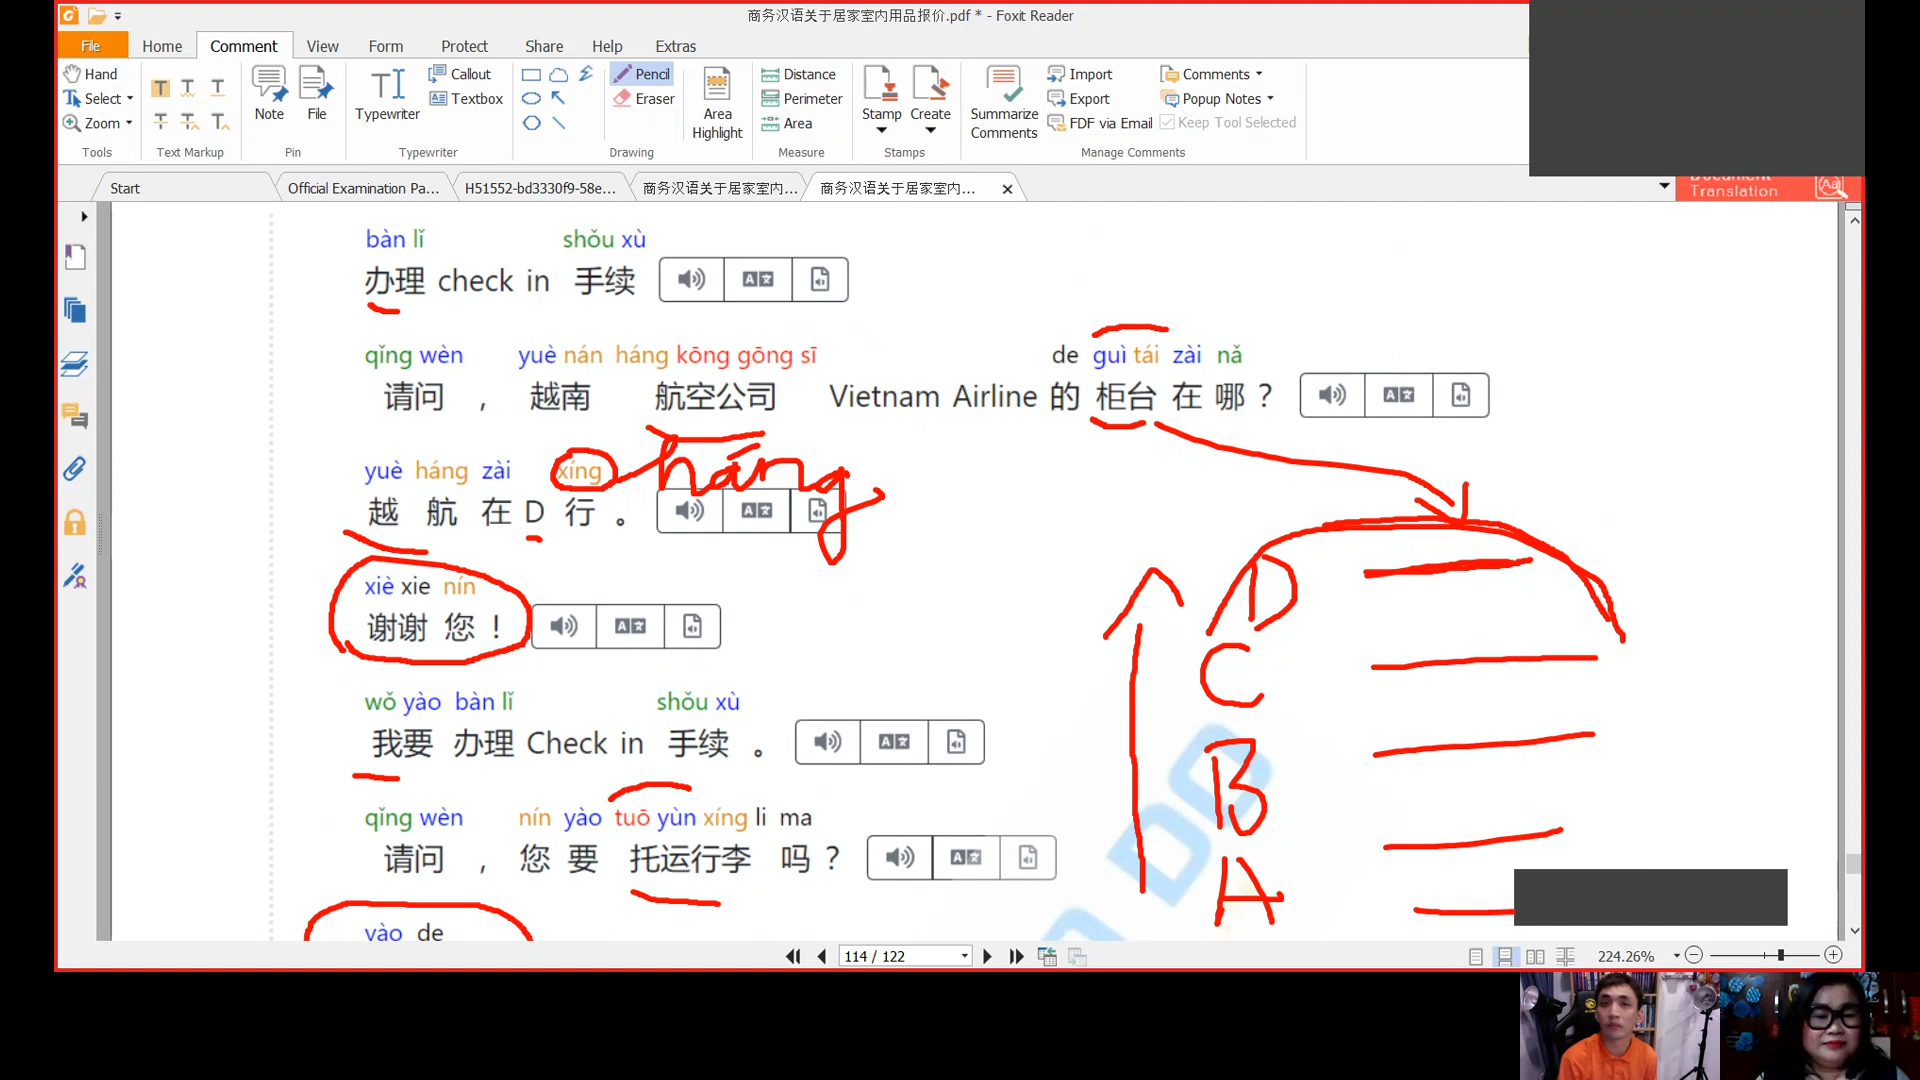 商务汉语关于居家室内用品报价.pdf * - Foxit Reader
File Home Comment View Form Protect Share Help Extras
Hand
Select
Zoom
Tools
Text Markup
Note
File
Pin
Typewriter
Callout
Textbox
Typewriter
Pencil
Eraser
Drawing
Area Highlight
Distance
Perimeter
Area
Measure
Stamp
Create
Stamps
Summarize Comments
Import
Export
FDF via Email
Comments
Popup Notes
Keep Tool Selected
Manage Comments
Start
Official Examination Pa...
H51552-bd3330f9-58e...
商务汉语关于居家室内...
商务汉语关于居家室内...
Translation
bàn lǐ shǒu xù
办理 check in 手续
qǐng wèn yuè nán háng kōng gōng sī de guì tái zài nǎ
请问 , 越南 航空公司 Vietnam Airline 的 柜台 在 哪 ?
yuè háng zài xíng
háng
越 航 在 D 行 。
xiè xie nín
谢谢 您 !
wǒ yào bàn lǐ shǒu xù
我要 办理 Check in 手续 。
qǐng wèn nín yào tuō yùn xíng li ma
请问 , 您 要 托运行李 吗 ?
yào de
D
C
B
A
114 / 122
224.26%